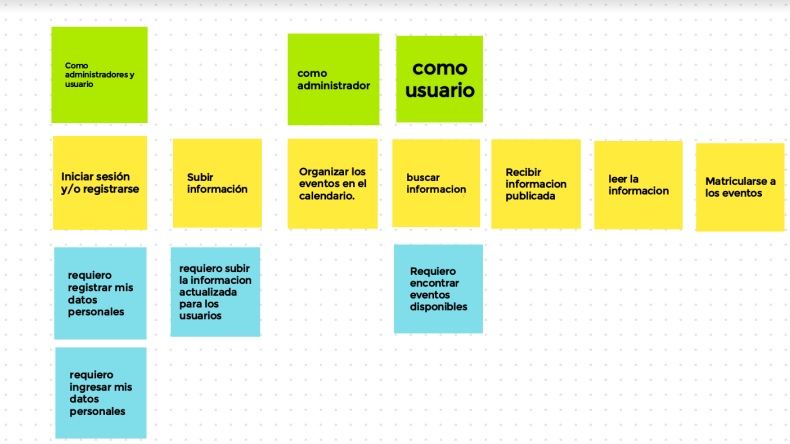 Como
administradores y
usuario
como
administrador
como
usuario
Iniciar sesión
y/o registrarse
Subir
información
Organizar los
eventos en el
calendario.
buscar
informacion
Recibir
informacion
publicada
leer la
informacion
Matricularse a
los eventos
requiero
registrar mis
datos
personales
requiero subir
la informacion
actualizada
para los
usuarios
Requiero
encontrar
eventos
disponibles
requiero
ingresar mis
datos
personales